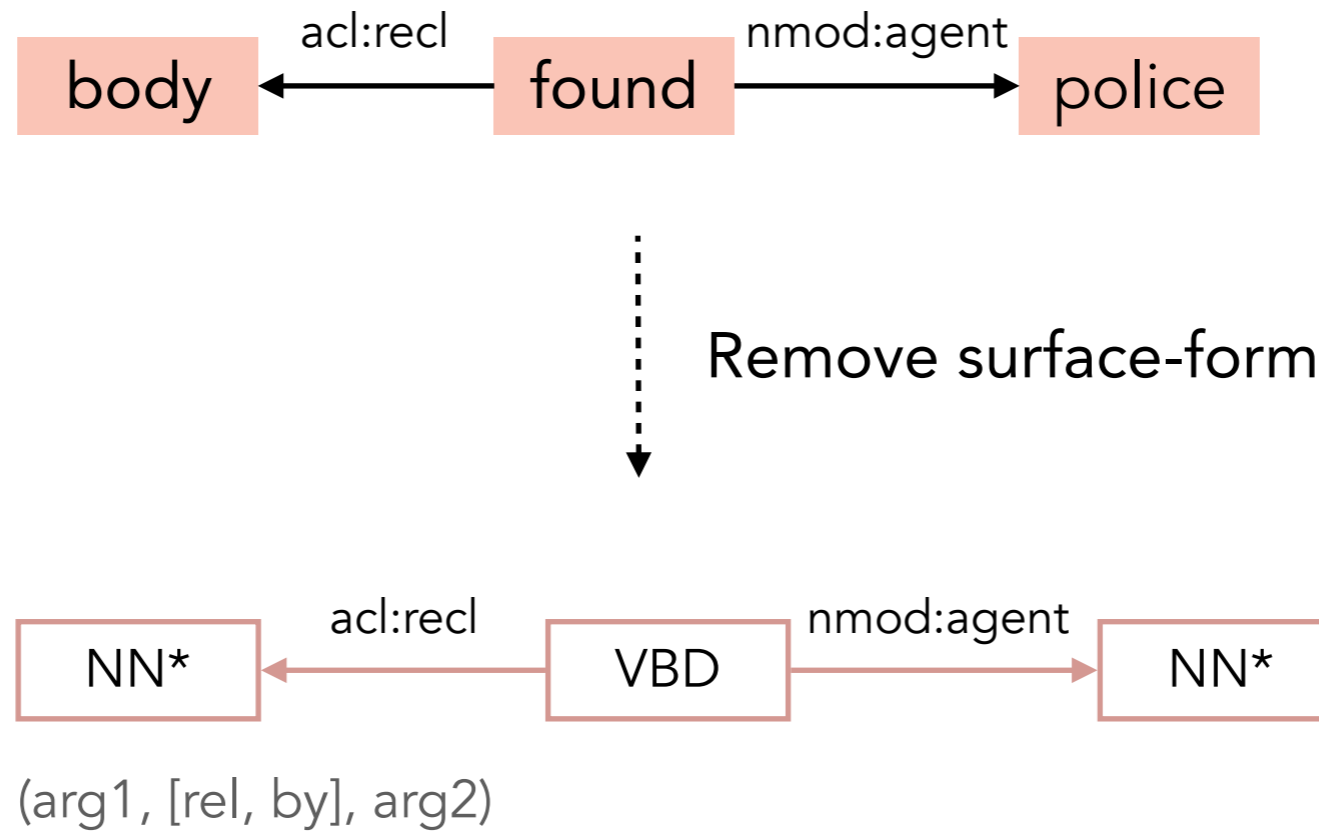 acl:recl nmod:agent
body found police
Remove surface-form
acl:recl nmod:agent
NN* VBD NN*
(arg1, [rel, by], arg2)